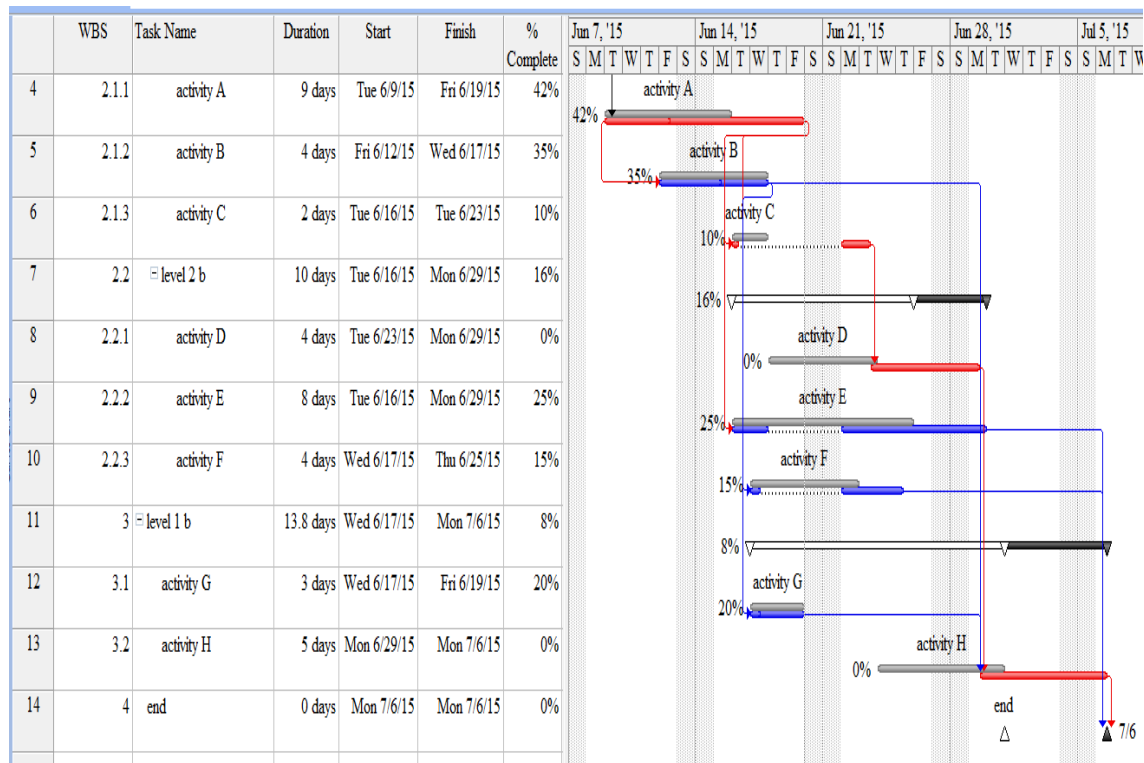 WBS Task Name Duration Start Finish % Complete Jun 7, '15 Jun 14, '15 Jun 21, '15 Jun 28, '15 Jul 5, '15
S M T W T F S S M T W T F S S M T W T F S S M T W T F S S M T W
4 2.1.1 activity A 9 days Tue 6/9/15 Fri 6/19/15 42%
activity A
42%
5 2.1.2 activity B 4 days Fri 6/12/15 Wed 6/17/15 35%
activity B
35%
6 2.1.3 activity C 2 days Tue 6/16/15 Tue 6/23/15 10%
activity C
10%
7 2.2 level 2 b 10 days Tue 6/16/15 Mon 6/29/15 16%
16%
8 2.2.1 activity D 4 days Tue 6/23/15 Mon 6/29/15 0%
activity D
0%
9 2.2.2 activity E 8 days Tue 6/16/15 Mon 6/29/15 25%
activity E
25%
10 2.2.3 activity F 4 days Wed 6/17/15 Thu 6/25/15 15%
activity F
15%
11 3 level 1 b 13.8 days Wed 6/17/15 Mon 7/6/15 8%
8%
12 3.1 activity G 3 days Wed 6/17/15 Fri 6/19/15 20%
activity G
20%
13 3.2 activity H 5 days Mon 6/29/15 Mon 7/6/15 0%
activity H
0%
14 4 end 0 days Mon 7/6/15 Mon 7/6/15 0%
end
7/6